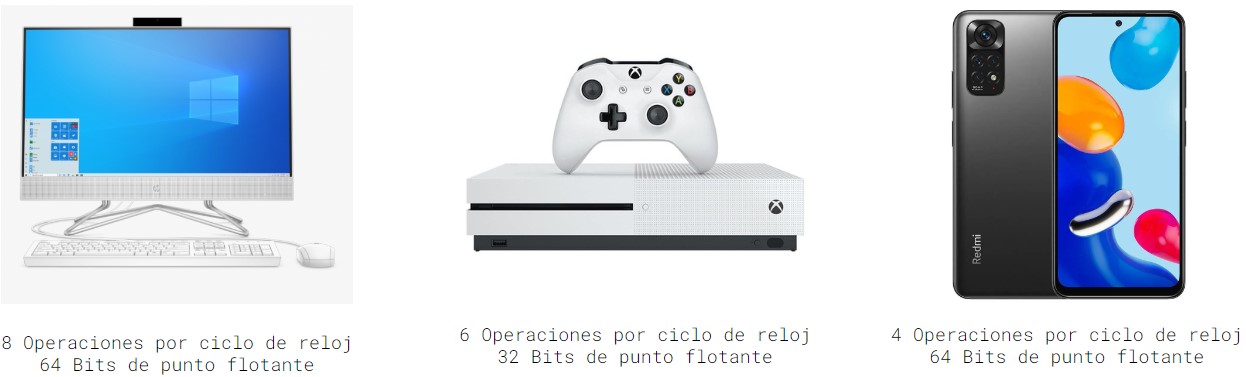 8 Operaciones por ciclo de reloj
64 Bits de punto flotante
Y
X
B
A
6 Operaciones por ciclo de reloj
32 Bits de punto flotante
Redmi
4 Operaciones por ciclo de reloj
64 Bits de punto flotante